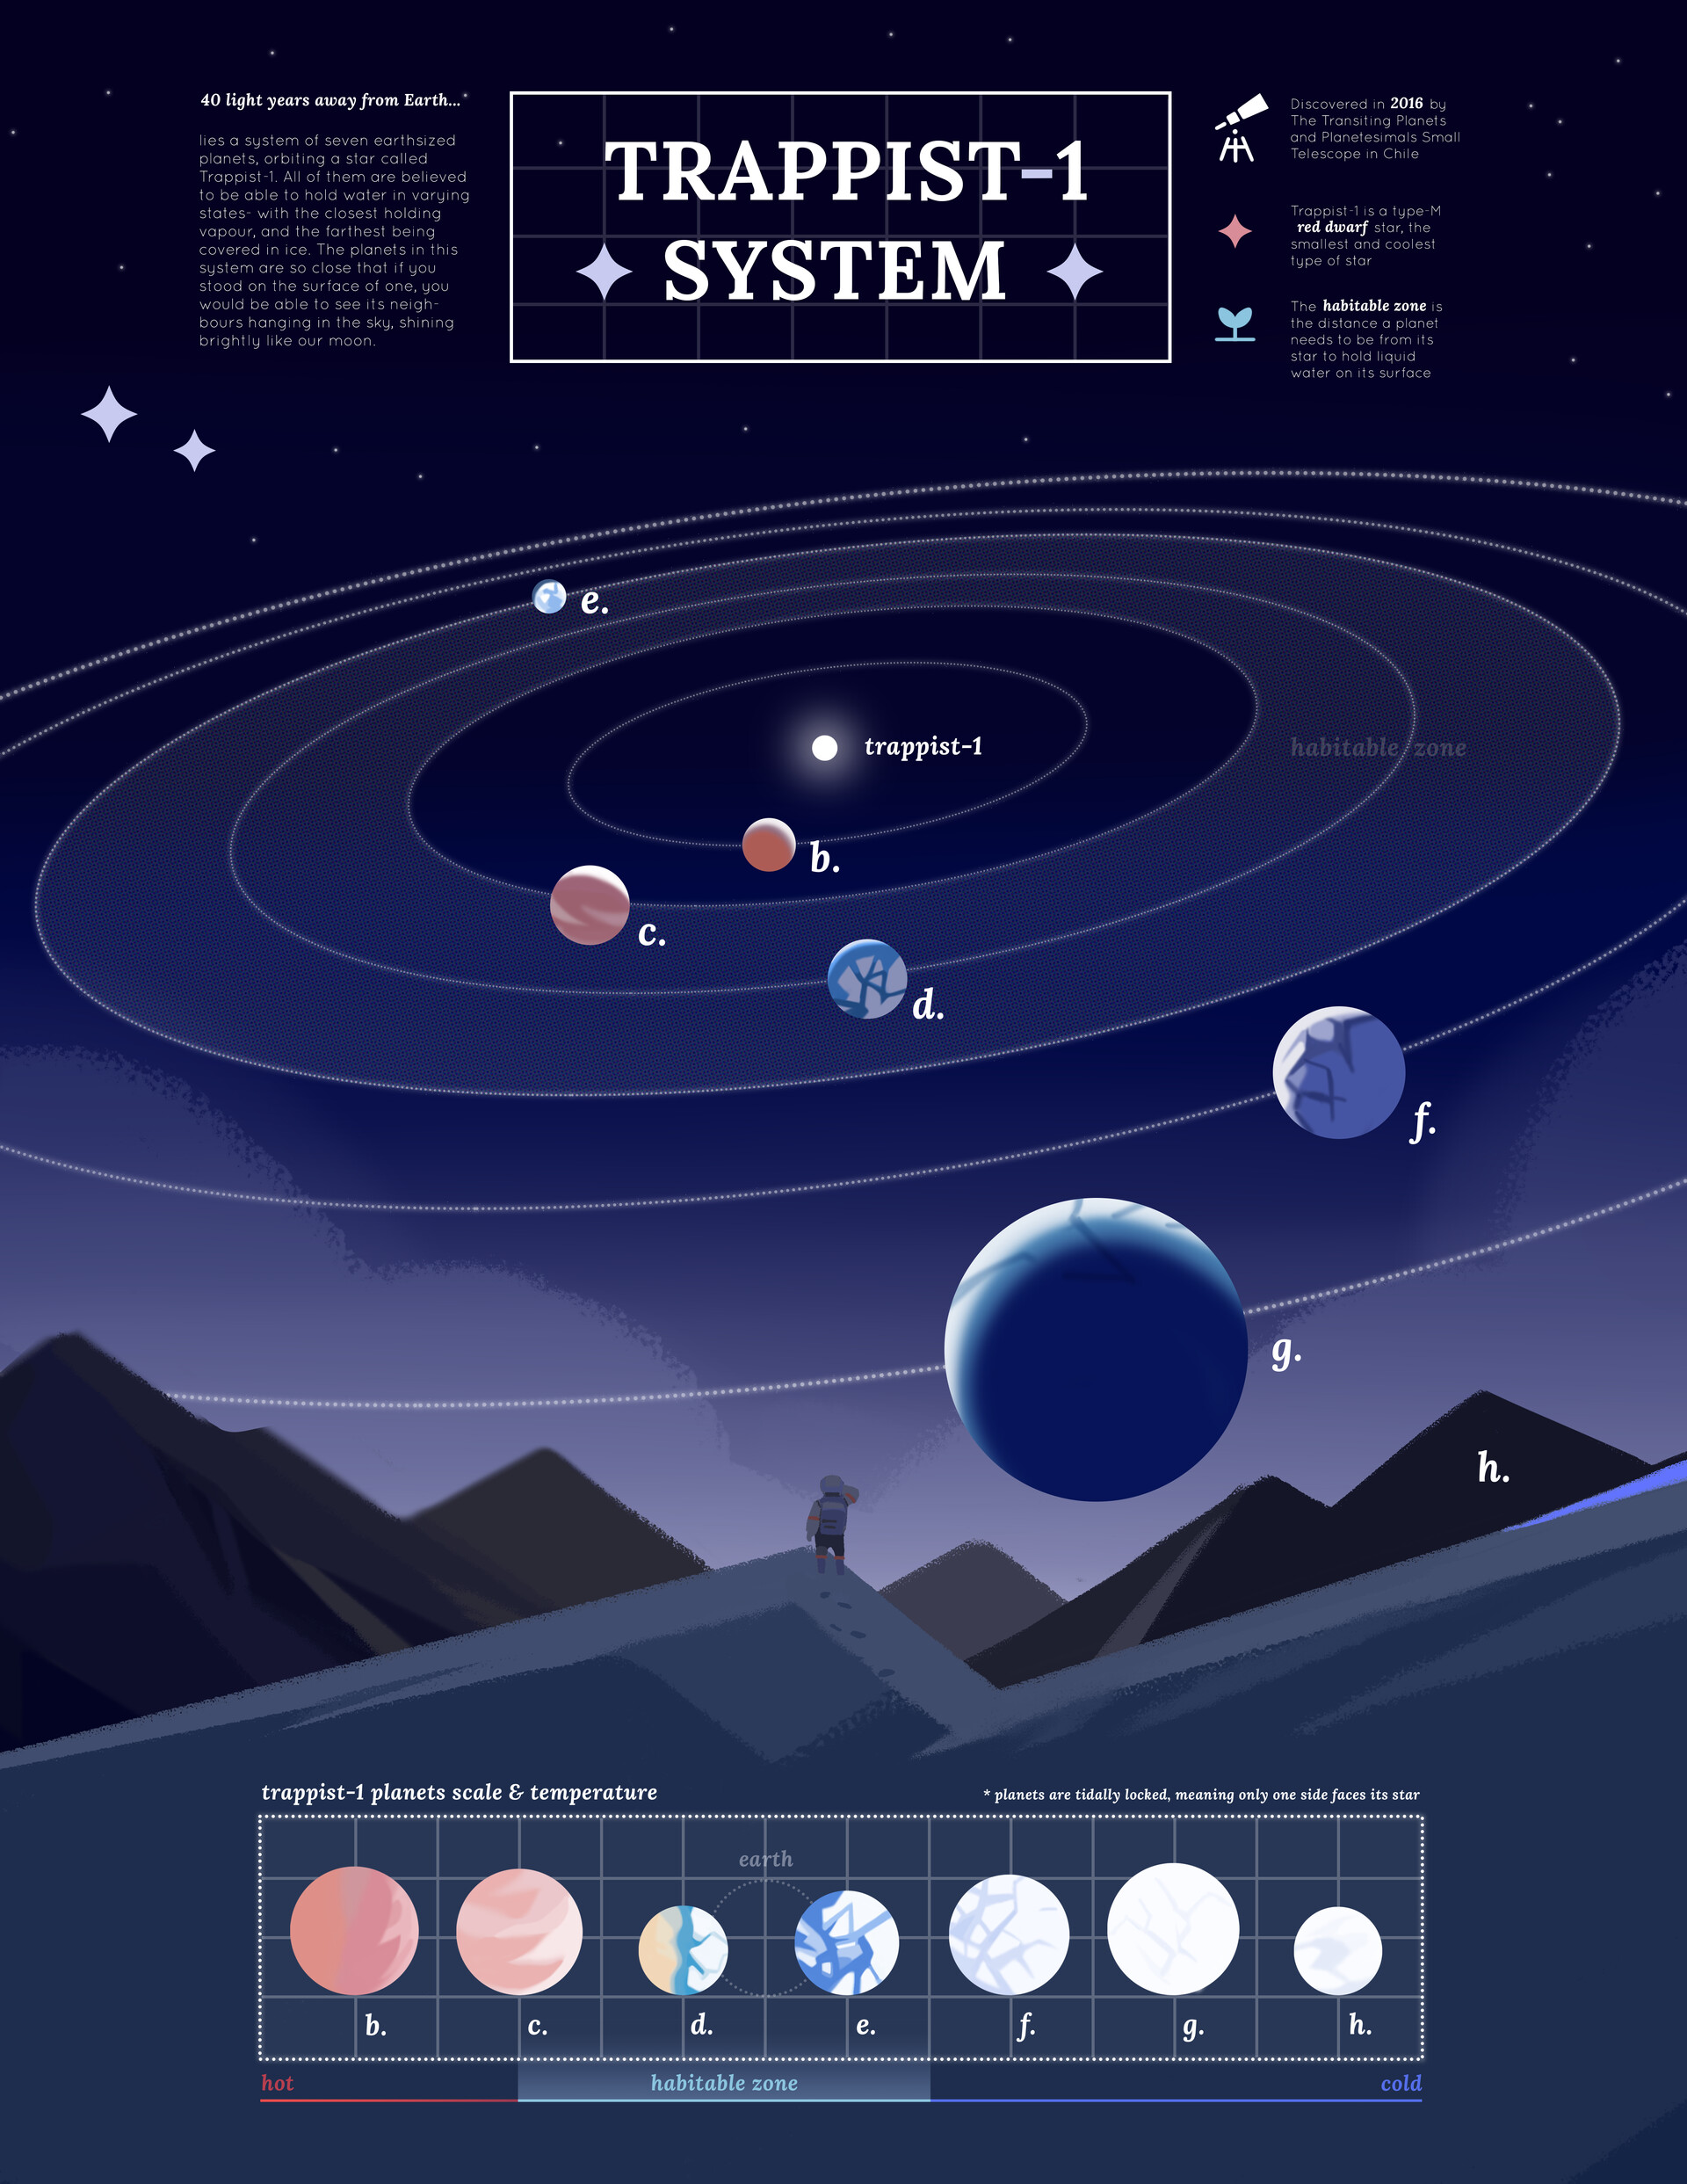 40 light years away from Earth...
lies a system of seven earthsized
planets, orbiting a star called
Trappist-1. All of them are believed
to be able to hold water in varying
states- with the closest holding
vapour, and the farthest being
covered in ice. The planets in this
system are so close that if you
stood on the surface of one, you
would be able to see its neigh-
bours hanging in the sky, shining
brightly like our moon.
TRAPPIST-1
SYSTEM
Discovered in 2016 by
The Transiting Planets
and Planetesimals Small
Telescope in Chile
Trappist-1 is a type-M
red dwarf star, the
smallest and coolest
type of star
The habitable zone is
the distance a planet
needs to be from its
star to hold liquid
water on its surface
e.
trappist-1
habitable zone
b.
c.
d.
f.
g.
h.
trappist-1 planets scale & temperature
* planets are tidally locked, meaning only one side faces its star
earth
b.
c.
d.
e.
f.
g.
h.
hot
habitable zone
cold